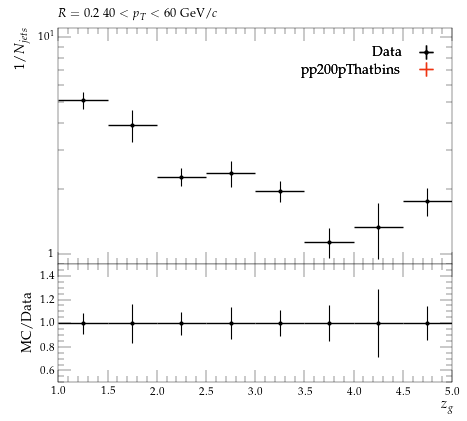 R = 0.2 40 < p_T < 60 GeV/c
1/N_jets
10¹
1
Data
pp200pThatbins
MC/Data
1.4
1.2
1.0
0.8
0.6
1.0 1.5 2.0 2.5 3.0 3.5 4.0 4.5 5.0
z_g